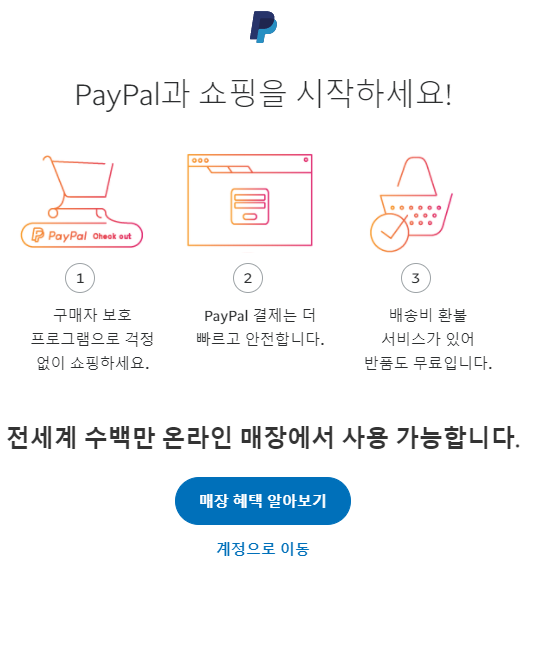 PayPal과 쇼핑을 시작하세요!
PayPal Check out
1
구매자 보호
프로그램으로 걱정
없이 쇼핑하세요.
2
PayPal 결제는 더
빠르고 안전합니다.
3
배송비 환불
서비스가 있어
반품도 무료입니다.
전세계 수백만 온라인 매장에서 사용 가능합니다.
매장 혜택 알아보기
계정으로 이동